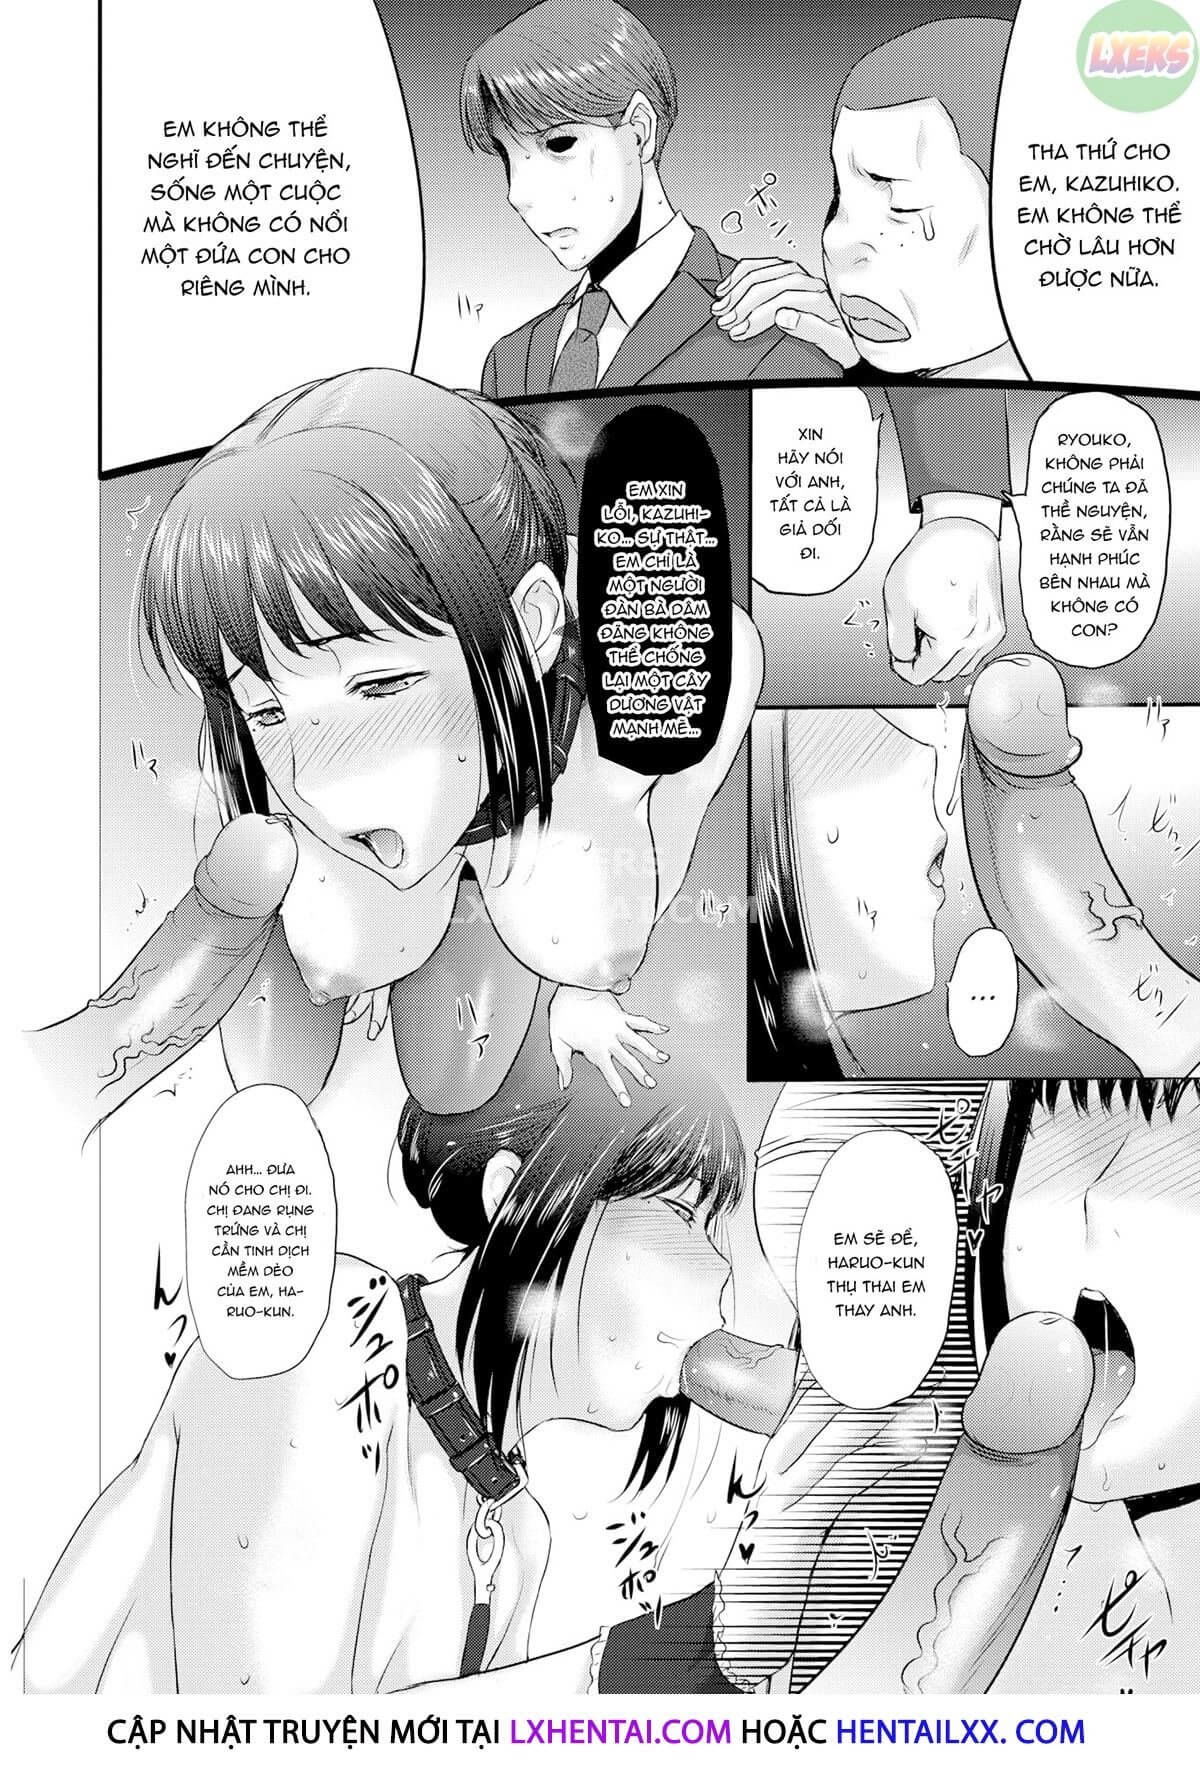 LXERS
THA THỨ CHO
EM, KAZUHIKO.
EM KHÔNG THỂ
CHỜ LÂU HƠN
ĐƯỢC NỮA.
EM KHÔNG THỂ
NGHĨ ĐẾN CHUYỆN,
SỐNG MỘT CUỘC
MÀ KHÔNG CÓ NỔI
MỘT ĐỨA CON CHO
RIÊNG MÌNH.
RYOUKO,
KHÔNG PHẢI
CHÚNG TA ĐÃ
THỀ NGUYỆN,
RẰNG SẼ VẪN
HẠNH PHÚC
BÊN NHAU MÀ
KHÔNG CÓ
CON?
XIN
HÃY NÓI
VỚI ANH,
TẤT CẢ LÀ
GIẢ DỐI
ĐI.
EM XIN
LỖI, KAZUHI-
KO... SỰ THẬT...
EM CHỈ LÀ
MỘT NGƯỜI
ĐÀN BÀ DÂM
ĐÃNG KHÔNG
THỂ CHỐNG
LẠI MỘT CÂY
DƯƠNG VẬT
MẠNH MẼ...
...
EM SẼ ĐỂ,
HARUO-KUN
THỤ THAI EM
THAY ANH.
AHH... ĐƯA
NÓ CHO CHỊ ĐI.
CHỊ ĐANG RỤNG
TRỨNG VÀ CHỊ
CẦN TINH DỊCH
MỀM DẺO
CỦA EM, HA-
RUO-KUN.
CẬP NHẬT TRUYỆN MỚI TẠI LXHENTAI.COM HOẶC HENTAILXX. COM